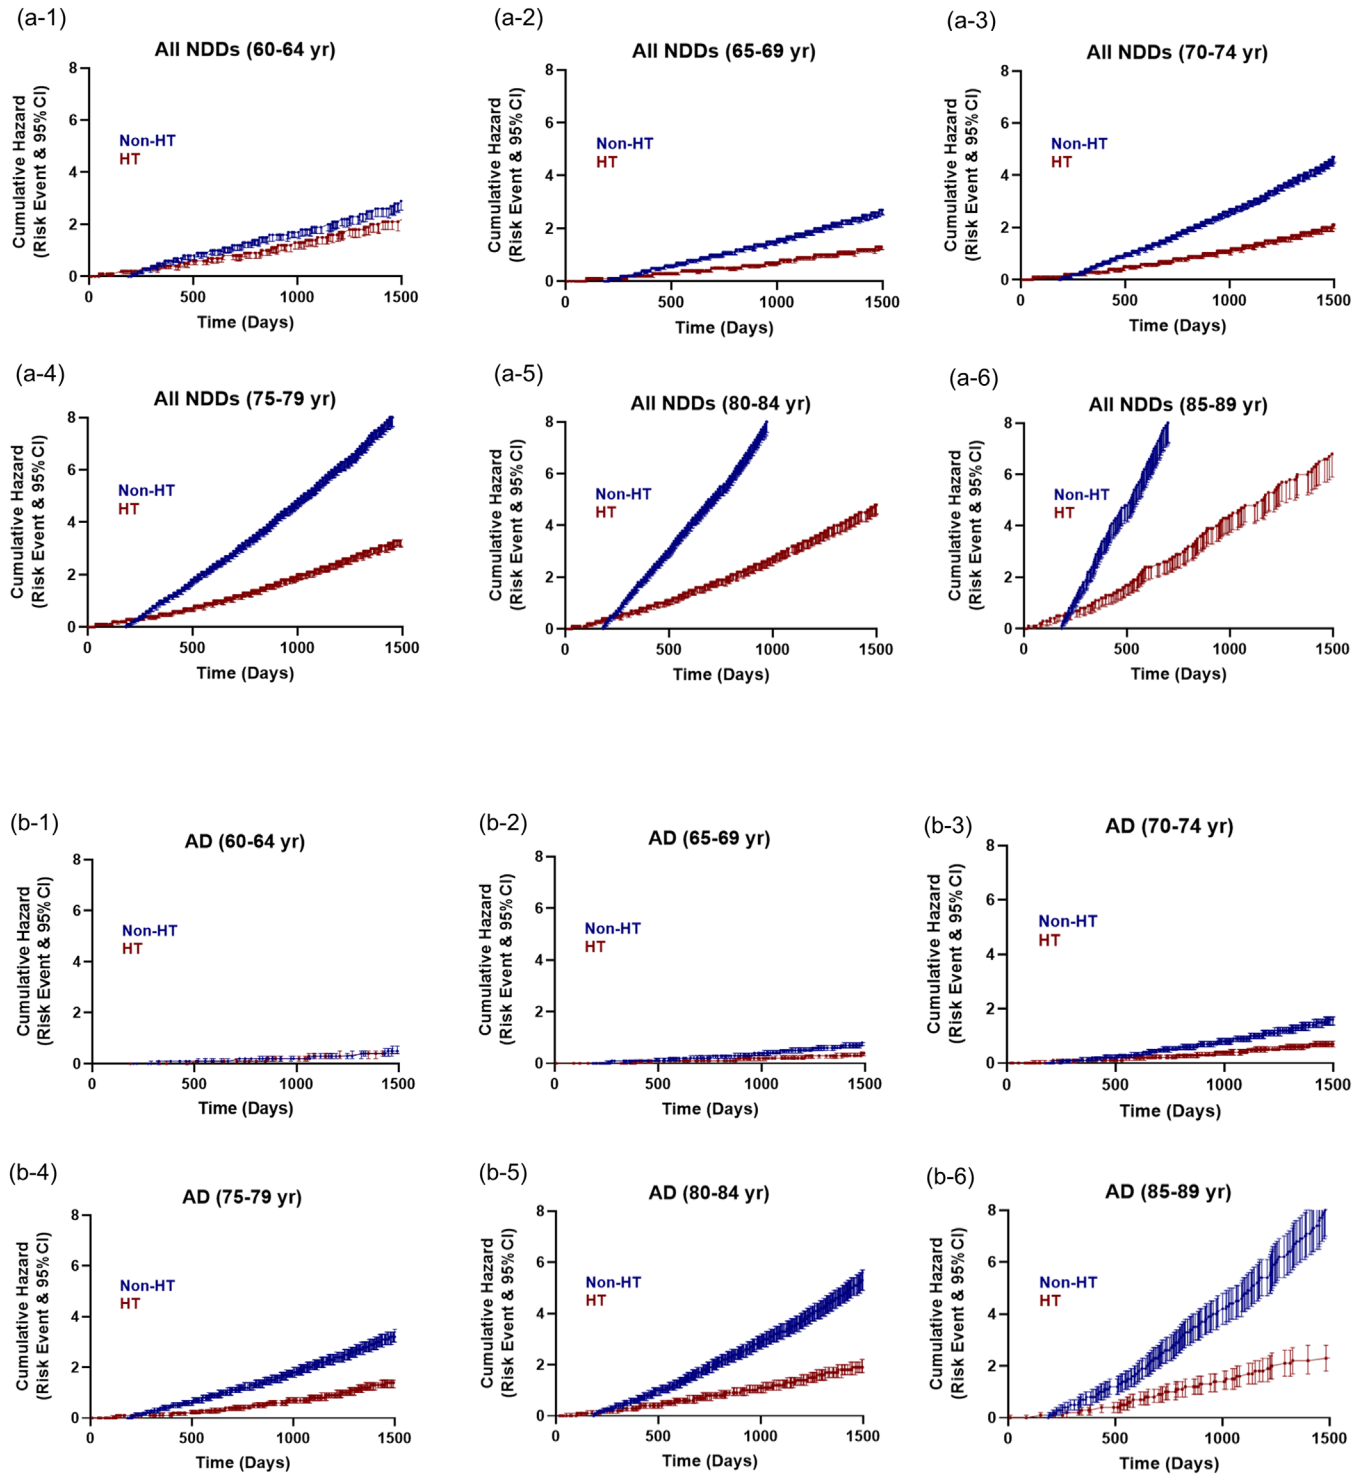 (a-1)
All NDDs (60-64 yr)
Cumulative Hazard
(Risk Event & 95% CI)
8
6
4
2
0
Non-HT
HT
0 500 1000 1500
Time (Days)
(a-2)
All NDDs (65-69 yr)
Cumulative Hazard
(Risk Event & 95% CI)
8
6
4
2
0
Non-HT
HT
0 500 1000 1500
Time (Days)
(a-3)
All NDDs (70-74 yr)
Cumulative Hazard
(Risk Event & 95% CI)
8
6
4
2
0
Non-HT
HT
0 500 1000 1500
Time (Days)
(a-4)
All NDDs (75-79 yr)
Cumulative Hazard
(Risk Event & 95% CI)
8
6
4
2
0
Non-HT
HT
0 500 1000 1500
Time (Days)
(a-5)
All NDDs (80-84 yr)
Cumulative Hazard
(Risk Event & 95% CI)
8
6
4
2
0
Non-HT
HT
0 500 1000 1500
Time (Days)
(a-6)
All NDDs (85-89 yr)
Cumulative Hazard
(Risk Event & 95% CI)
8
6
4
2
0
Non-HT
HT
0 500 1000 1500
Time (Days)
(b-1)
AD (60-64 yr)
Cumulative Hazard
(Risk Event & 95% CI)
8
6
4
2
0
Non-HT
HT
0 500 1000 1500
Time (Days)
(b-2)
AD (65-69 yr)
Cumulative Hazard
(Risk Event & 95% CI)
8
6
4
2
0
Non-HT
HT
0 500 1000 1500
Time (Days)
(b-3)
AD (70-74 yr)
Cumulative Hazard
(Risk Event & 95% CI)
8
6
4
2
0
Non-HT
HT
0 500 1000 1500
Time (Days)
(b-4)
AD (75-79 yr)
Cumulative Hazard
(Risk Event & 95% CI)
8
6
4
2
0
Non-HT
HT
0 500 1000 1500
Time (Days)
(b-5)
AD (80-84 yr)
Cumulative Hazard
(Risk Event & 95% CI)
8
6
4
2
0
Non-HT
HT
0 500 1000 1500
Time (Days)
(b-6)
AD (85-89 yr)
Cumulative Hazard
(Risk Event & 95% CI)
8
6
4
2
0
Non-HT
HT
0 500 1000 1500
Time (Days)